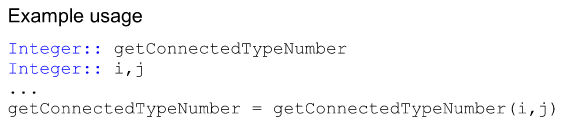 Example usage
Integer:: getConnectedTypeNumber
Integer:: i,j
...
getConnectedTypeNumber = getConnectedTypeNumber(i,j)